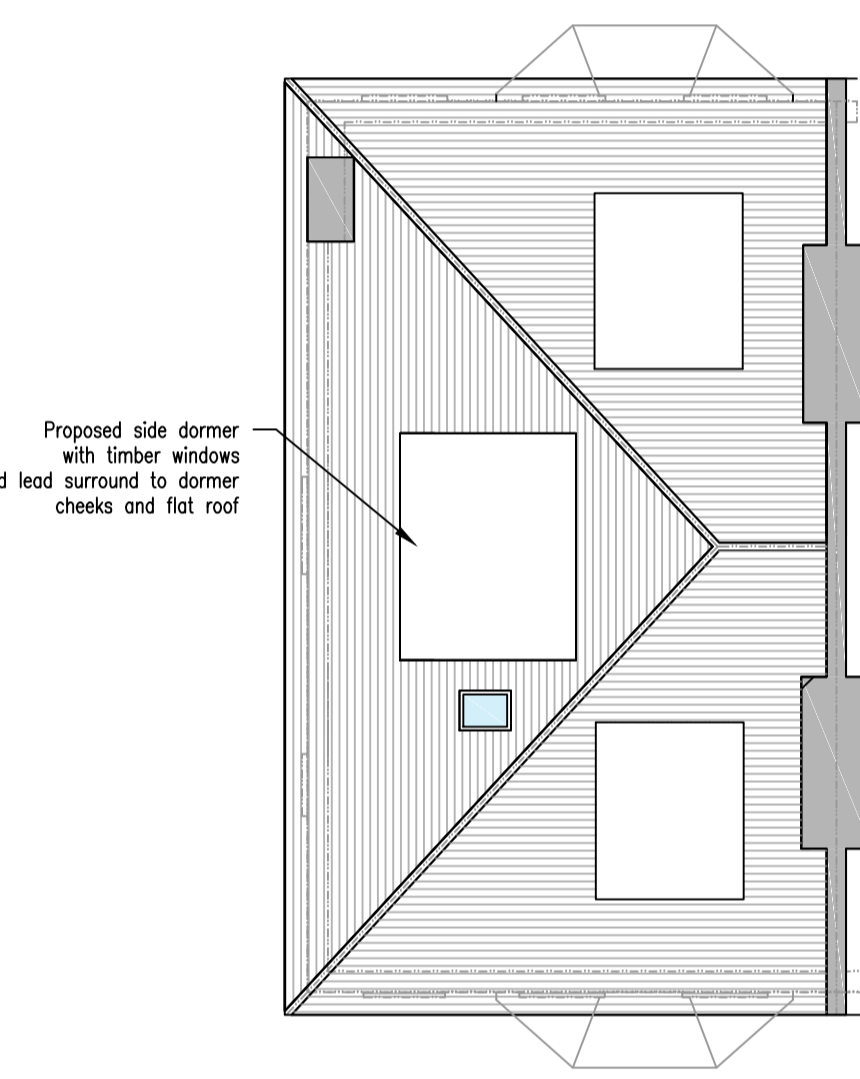 Proposed side dormer
with timber windows
lead surround to dormer
cheeks and flat roof